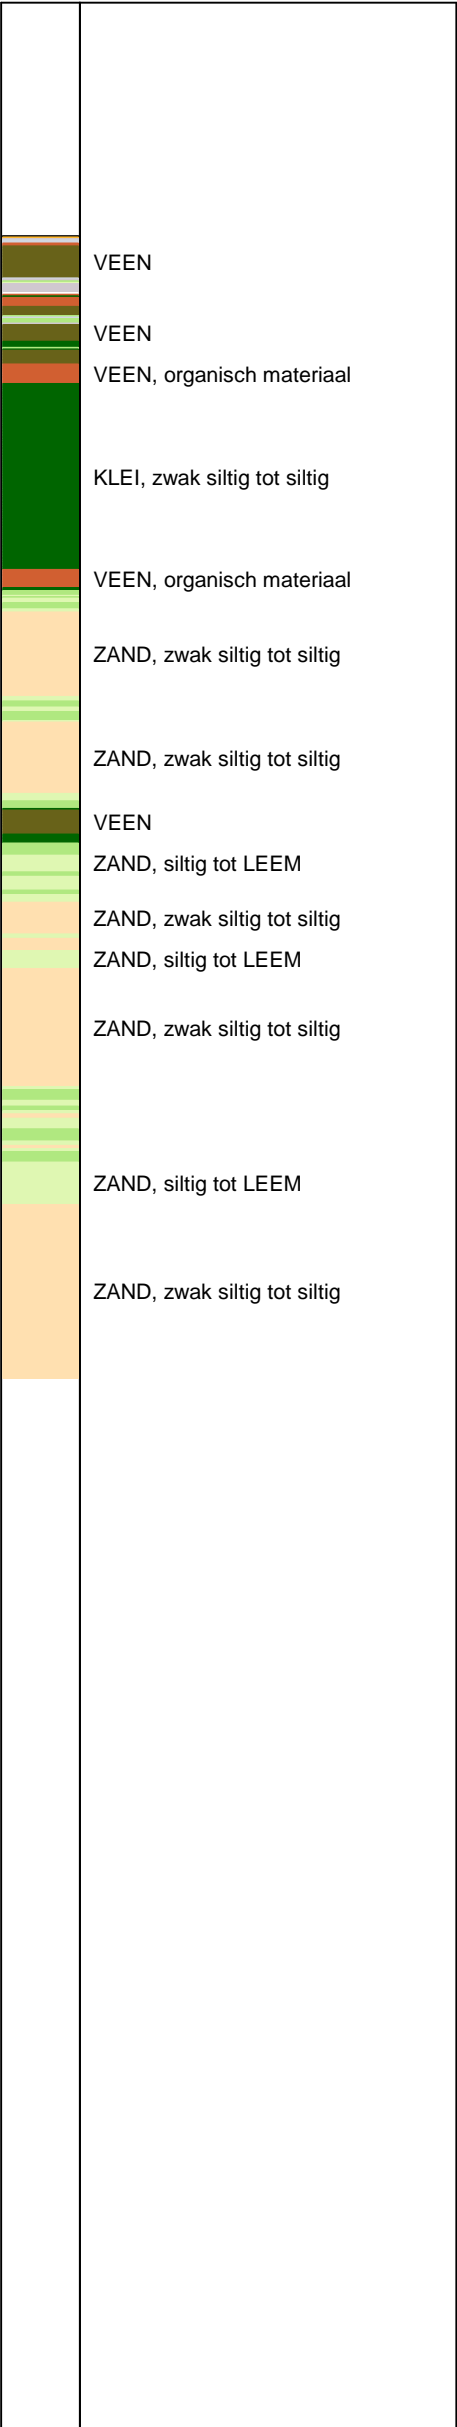 VEEN
VEEN
VEEN, organisch materiaal
KLEI, zwak siltig tot siltig
VEEN, organisch materiaal
ZAND, zwak siltig tot siltig
ZAND, zwak siltig tot siltig
VEEN
ZAND, siltig tot LEEM
ZAND, zwak siltig tot siltig
ZAND, siltig tot LEEM
ZAND, zwak siltig tot siltig
ZAND, siltig tot LEEM
ZAND, zwak siltig tot siltig